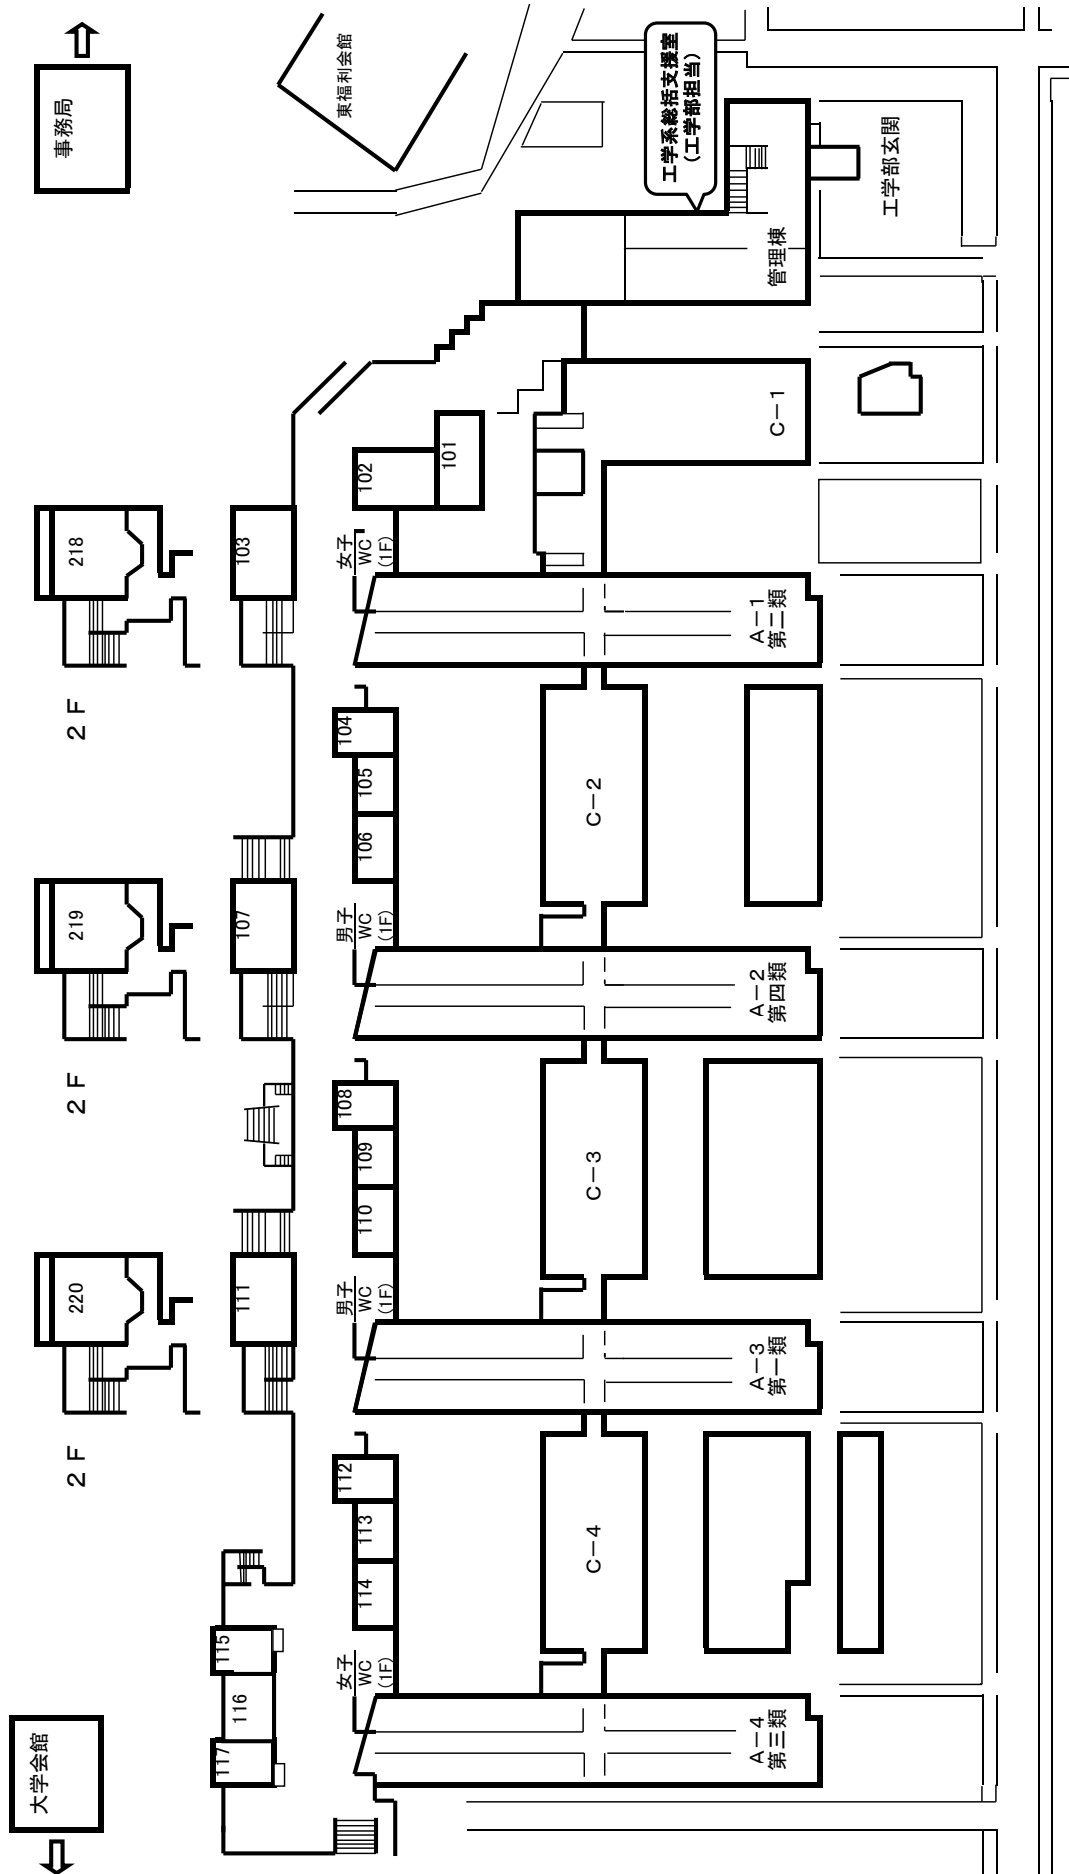 事務局
東福利会館
工学系総括支援室
（工学部担当）
工学部玄関
管理棟
C－1
101
102
103
218
2F
女子
WC
(1F)
A－1
第二類
104
105
106
C－2
107
219
2F
男子
WC
(1F)
A－2
第四類
108
109
110
C－3
111
220
2F
男子
WC
(1F)
A－3
第一類
112
113
114
C－4
115
116
117
女子
WC
(1F)
A－4
第三類
大学会館